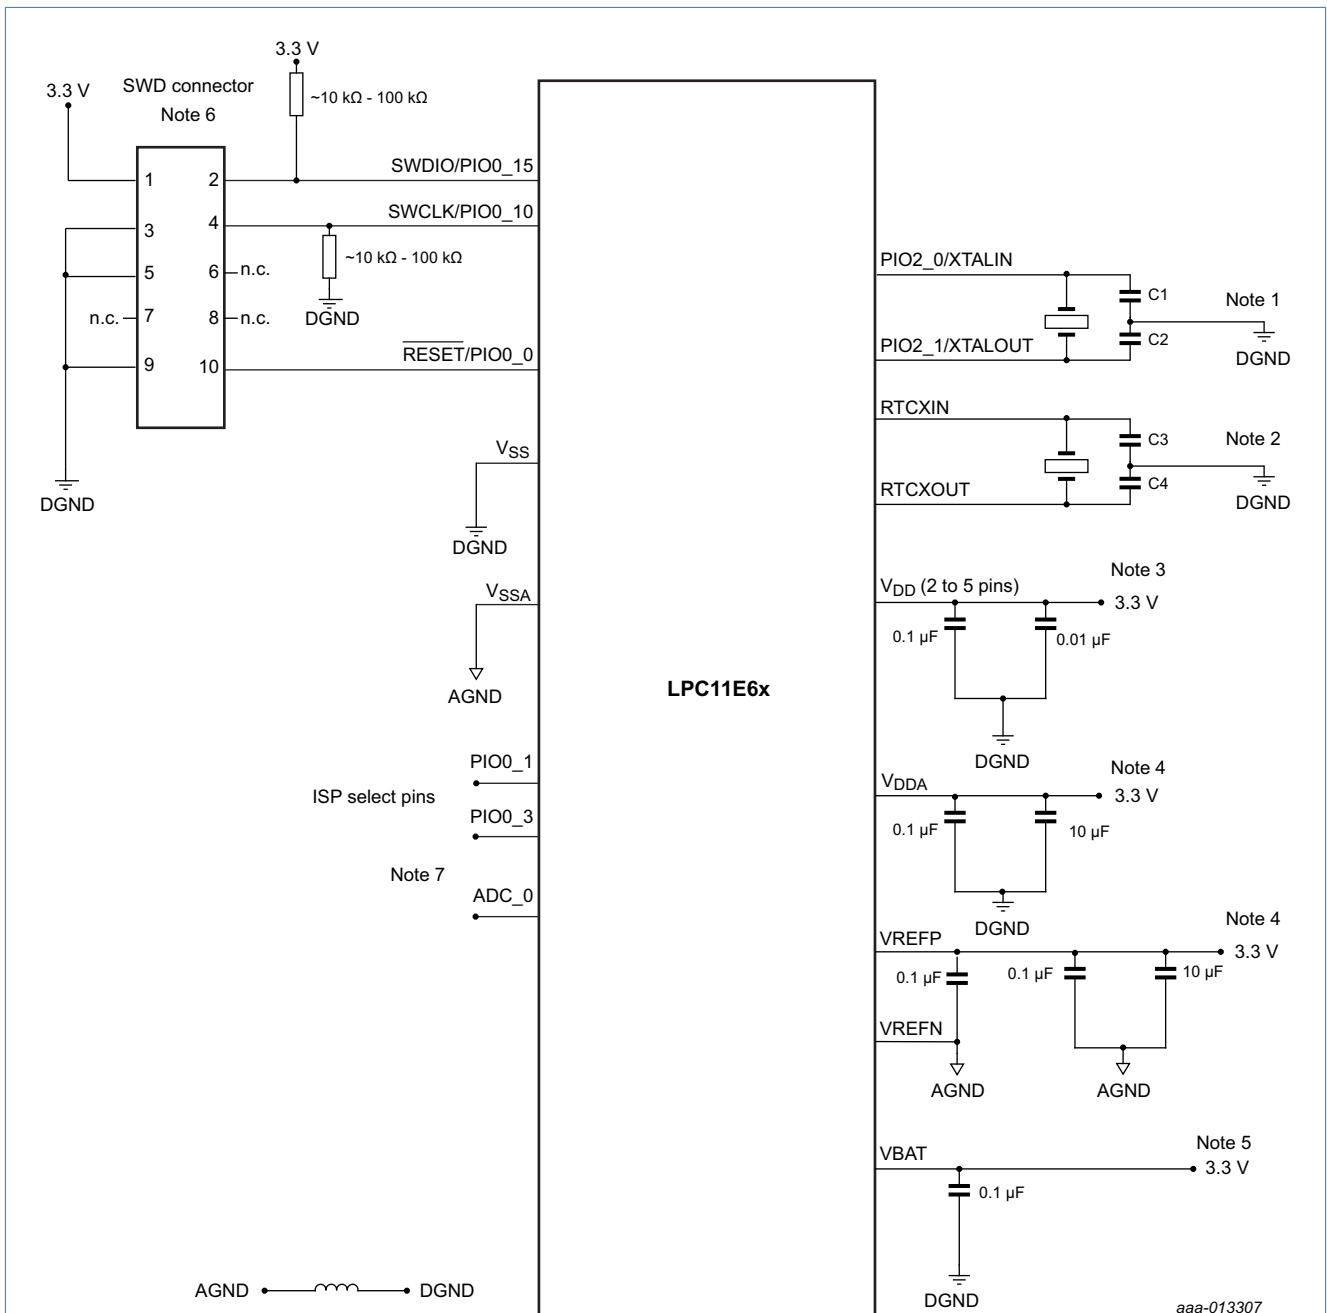 3.3 V
SWD connector
3.3 V
Note 6
~10 kΩ - 100 kΩ
1
2
SWDIO/PIO0_15
3
4
SWCLK/PIO0_10
~10 kΩ - 100 kΩ
5
6
n.c.
DGND
n.c.
7
8
n.c.
9
10
RESET/PIO0_0
DGND
VSS
DGND
VSSA
AGND
PIO0_1
ISP select pins
PIO0_3
Note 7
ADC_0
AGND
DGND
LPC11E6x
PIO2_0/XTALIN
C1
Note 1
C2
DGND
PIO2_1/XTALOUT
RTCXIN
C3
Note 2
C4
DGND
RTCXOUT
Note 3
VDD (2 to 5 pins)
3.3 V
0.1 µF
0.01 µF
DGND
Note 4
VDDA
3.3 V
0.1 µF
10 µF
DGND
Note 4
VREFP
3.3 V
0.1 µF
0.1 µF
10 µF
VREFN
AGND
AGND
Note 5
VBAT
3.3 V
0.1 µF
DGND
aaa-013307